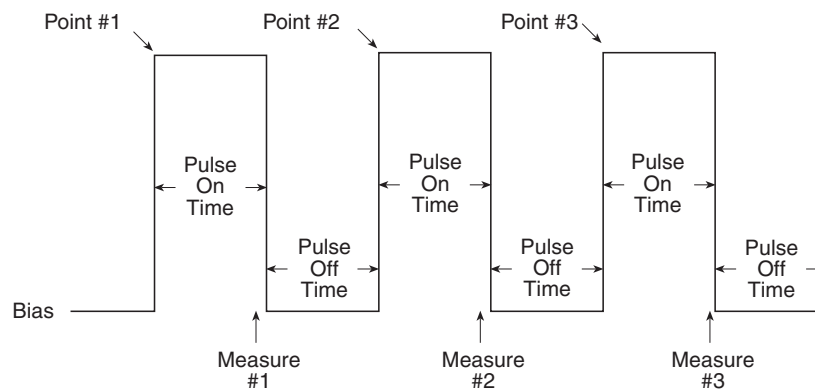 Point #1
Point #2
Point #3
Pulse
On
Time
Pulse
On
Time
Pulse
On
Time
Pulse
Off
Time
Pulse
Off
Time
Pulse
Off
Time
Bias
Measure
#1
Measure
#2
Measure
#3